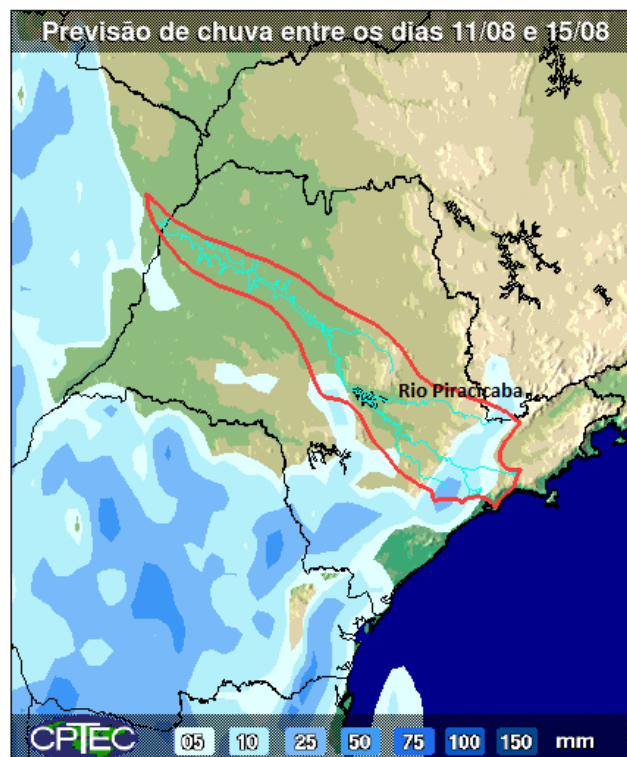 Previsão de chuva entre os dias 11/08 e 15/08
Rio Piracicaba
CPTEC 05 10 25 50 75 100 150 mm